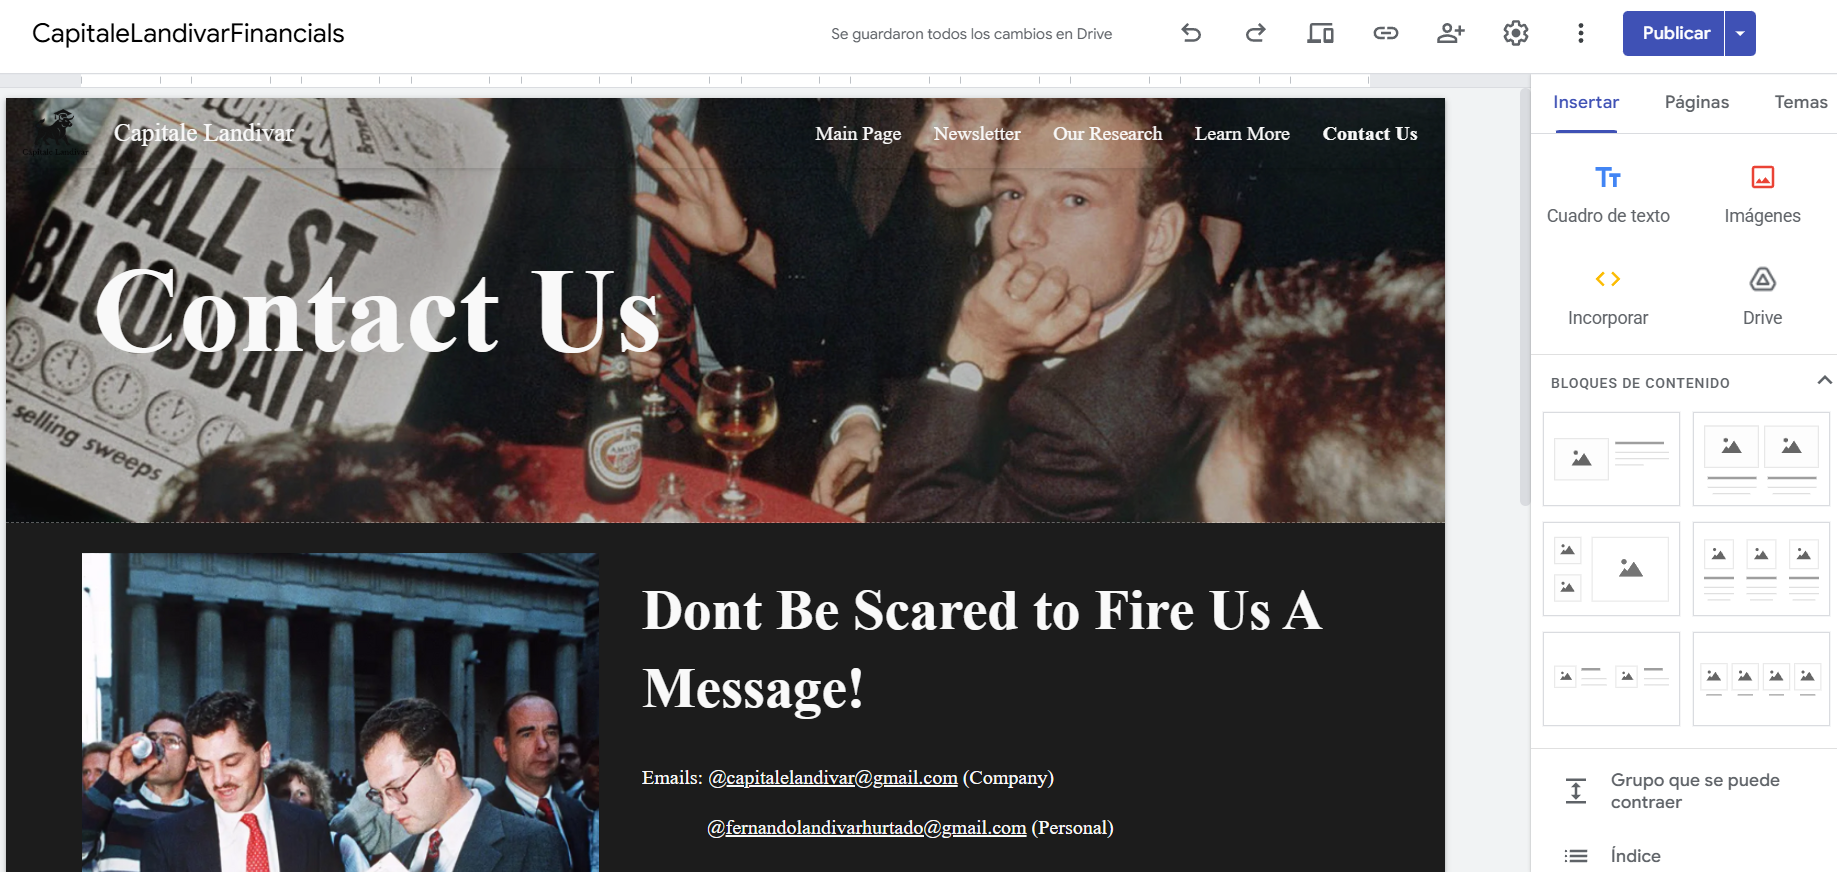 CapitaleLandivarFinancials
Se guardaron todos los cambios en Drive
Publicar
Capitale Landivar
Capitale Landivar
Main Page
Newsletter
Our Research
Learn More
Contact Us
WALL ST
BLOODBATH
selling sweeps
Contact Us
AMSTEL
Dont Be Scared to Fire Us A
Message!
Emails: @capitalelandivar@gmail.com (Company)
@fernandolandivarhurtado@gmail.com (Personal)
Insertar
Páginas
Temas
Cuadro de texto
Imágenes
Incorporar
Drive
BLOQUES DE CONTENIDO
Grupo que se puede
contraer
Índice